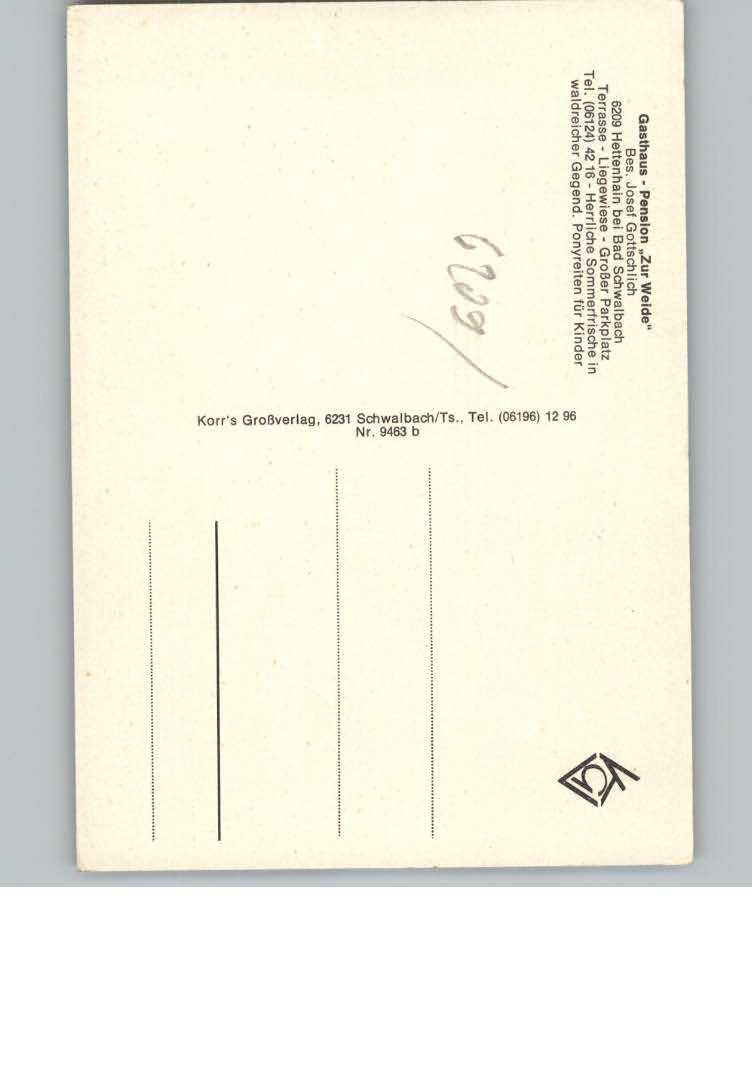 Gasthaus - Pension „Zur Weide"
Bes. Josef Gottschlich
6209 Hettenhain bei Bad Schwalbach
Terrasse - Liegewiese - Großer Parkplatz
Tel. (06124) 42 16 - Herrliche Sommerfrische in
waldreicher Gegend. Ponyreiten für Kinder
6209
Korr's Großverlag, 6231 Schwalbach/Ts., Tel. (06196) 12 96
Nr. 9463 b